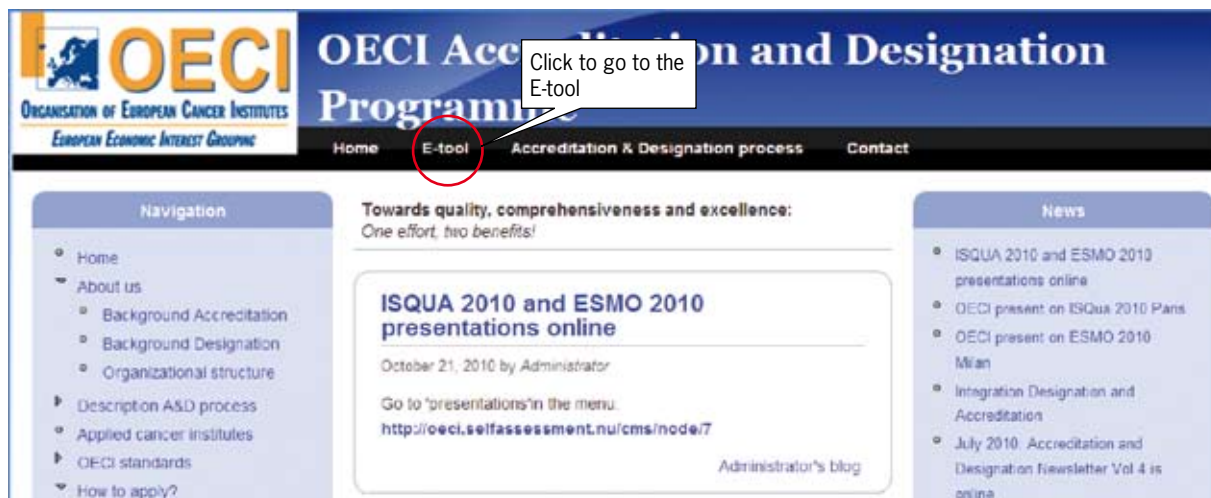 OECI
ORGANISATION OF EUROPEAN CANCER INSTITUTES
EUROPEAN ECONOMIC INTEREST GROUPING
OECI Acc on and Designation
Programme
Click to go to the
E-tool
Home E-tool Accreditation & Designation process Contact
Navigation
Home
About us
Background Accreditation
Background Designation
Organizational structure
Description A&D process
Applied cancer institutes
OECI standards
How to apply?
Towards quality, comprehensiveness and excellence:
One effort, two benefits!
ISQUA 2010 and ESMO 2010
presentations online
October 21, 2010 by Administrator
Go to 'presentations'in the menu:
http://oeci.selfassessment.nu/cms/node/7
Administrator's blog
News
ISQUA 2010 and ESMO 2010
presentations online
OECI present on ISQua 2010 Paris
OECI present on ESMO 2010
Milan
Integration Designation and
Accreditation
July 2010: Accreditation and
Designation Newsletter Vol 4 is
online